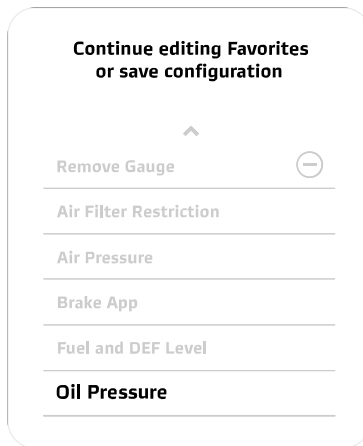 Continue editing Favorites
or save configuration
Remove Gauge
Air Filter Restriction
Air Pressure
Brake App
Fuel and DEF Level
Oil Pressure